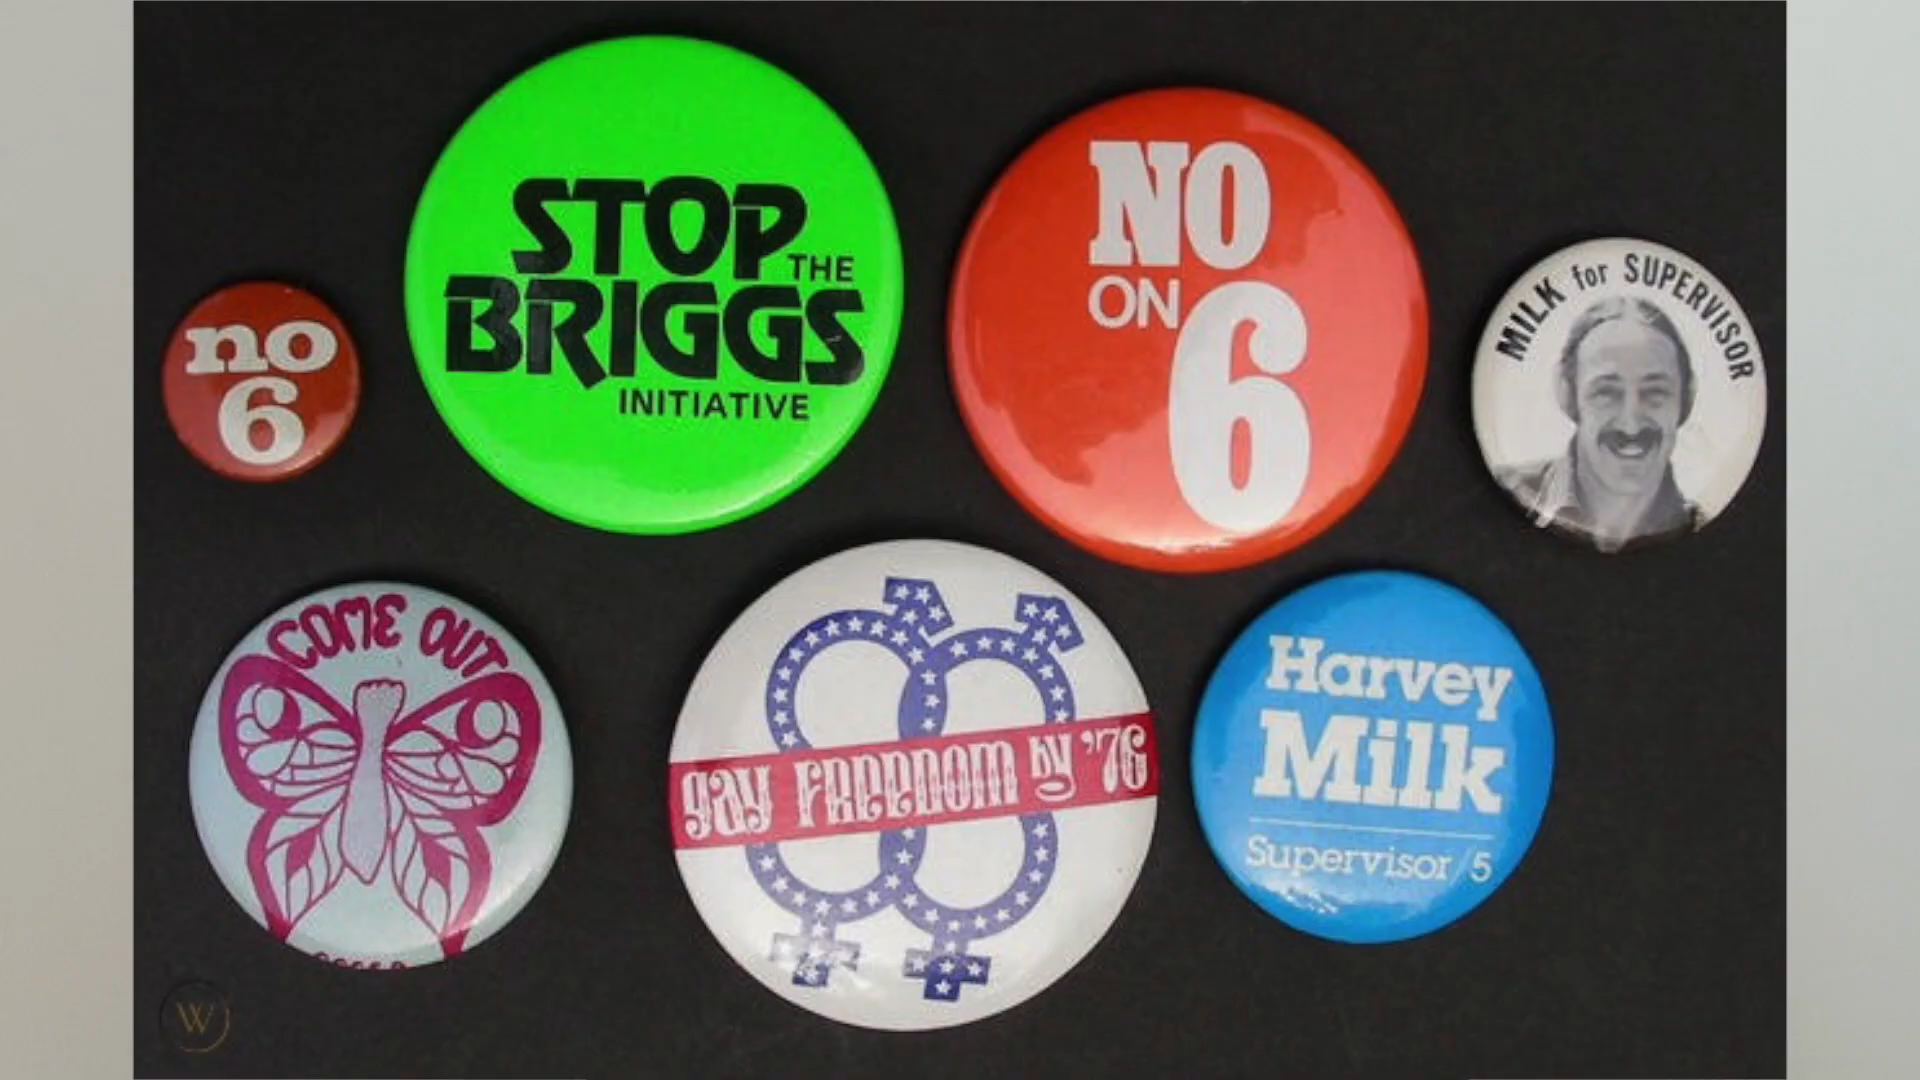 no
6
STOP
THE
BRIGGS
INITIATIVE
NO
ON
6
MILK for SUPERVISOR
COME OUT
gay FREEDOM by '76
Harvey
Milk
Supervisor/5
W